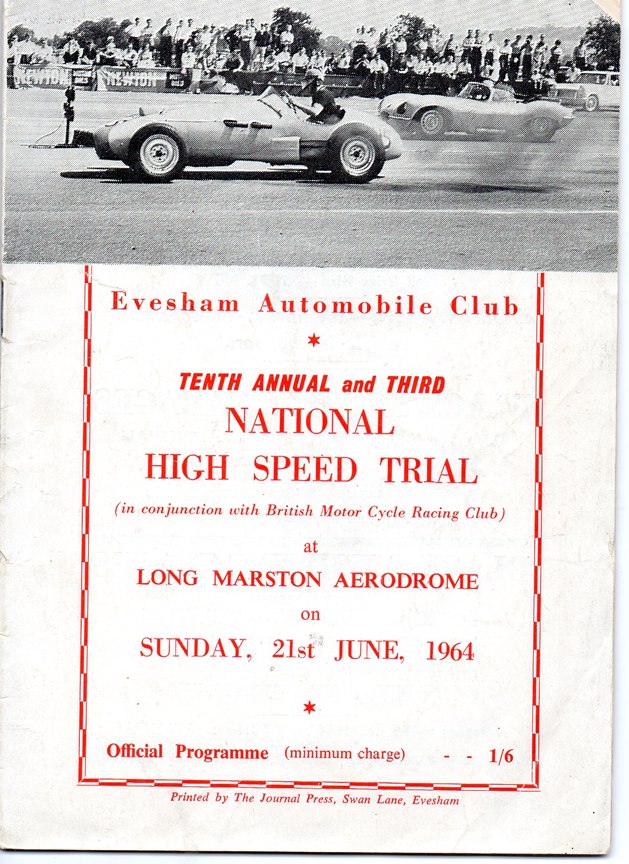 NEWTON NEWTON
Evesham Automobile Club
TENTH ANNUAL and THIRD
NATIONAL
HIGH SPEED TRIAL
(in conjunction with British Motor Cycle Racing Club)
at
LONG MARSTON AERODROME
on
SUNDAY, 21st JUNE, 1964
Official Programme (minimum charge) - - 1/6
Printed by The Journal Press, Swan Lane, Evesham